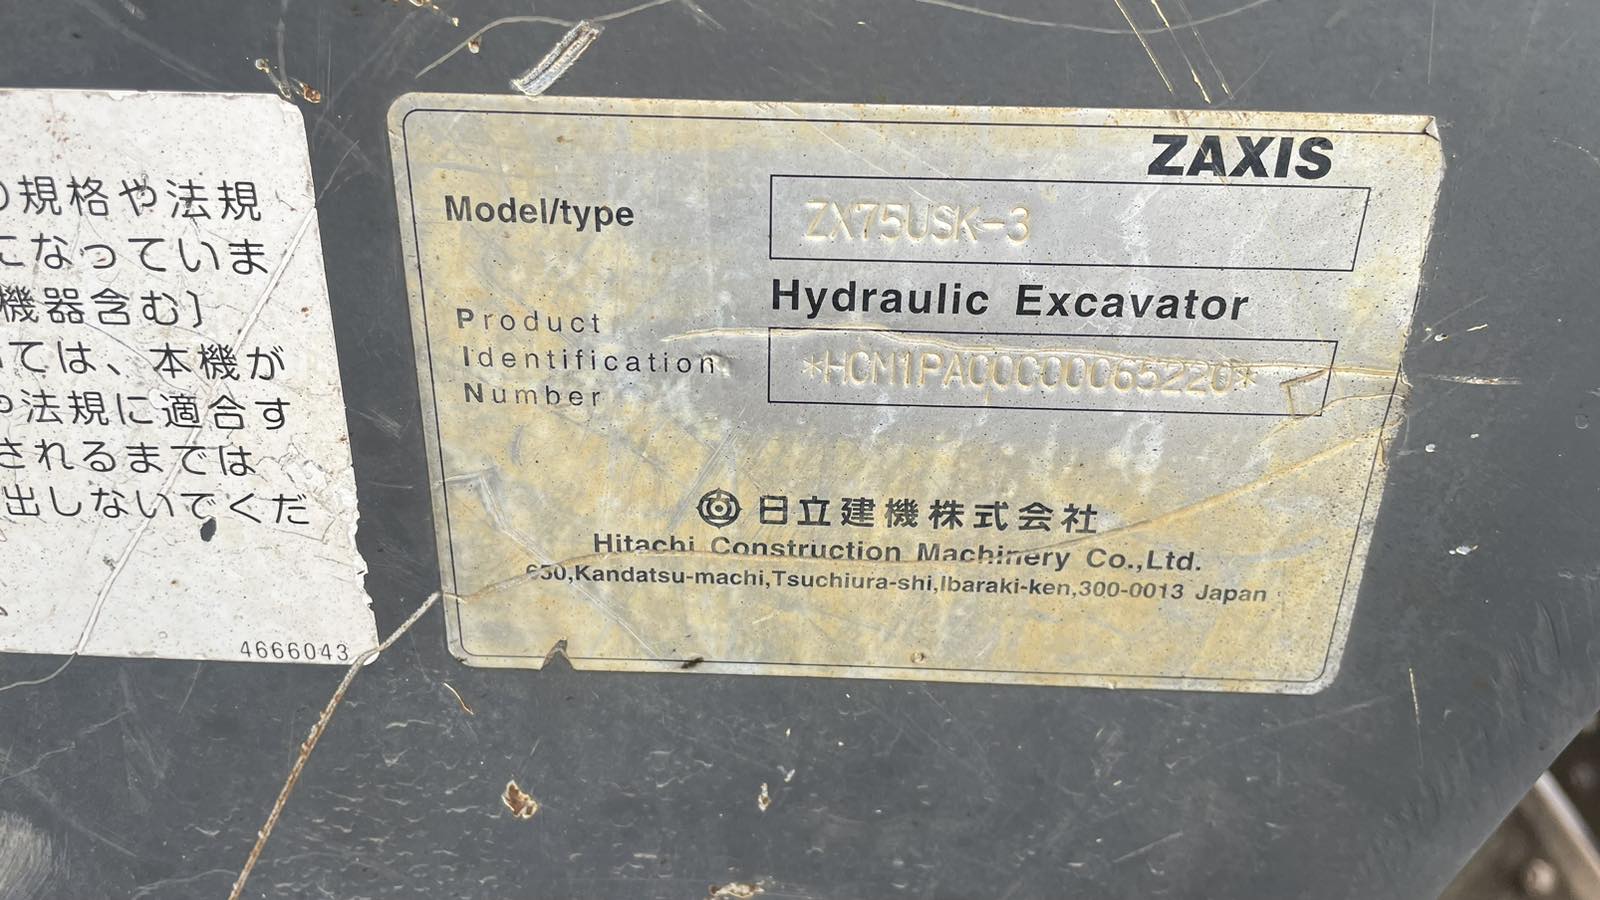 規格や法規
になっていま
機器含む〕
ては、本機が
や法規に適合す
されるまでは
出しないでくだ
4666043
ZAXIS
Model/type
ZX75USK-3
Hydraulic Excavator
Product
Identification
Number
*HCM1PA00C00065220*
日立建機株式会社
Hitachi Construction Machinery Co.,Ltd.
650,Kandatsu-machi,Tsuchiura-shi,Ibaraki-ken,300-0013 Japan